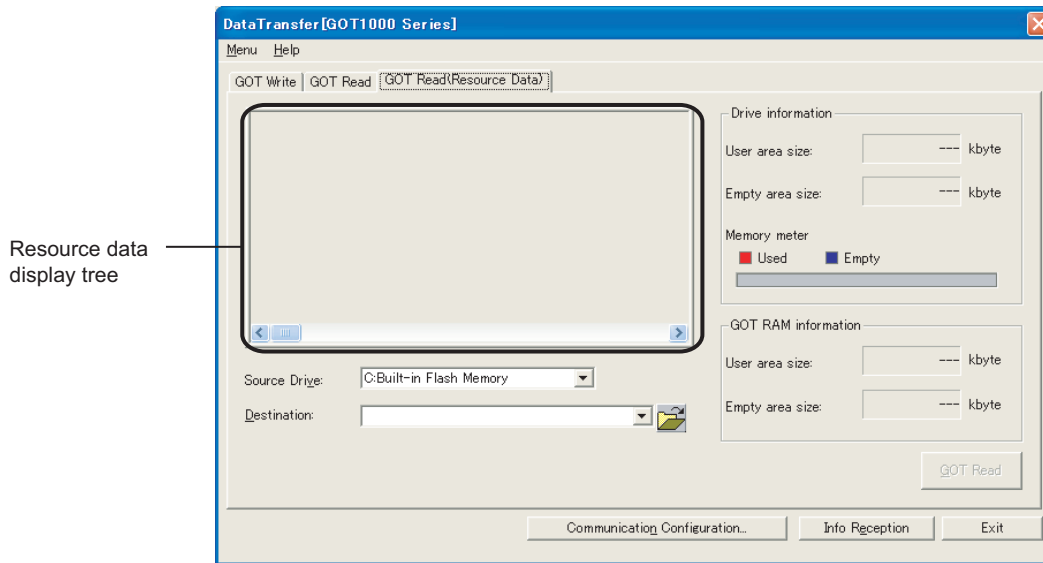 DataTransfer[GOT1000 Series]
Menu Help
GOT Write GOT Read GOT Read(Resource Data)
Resource data
display tree
Source Drive: C:Built-in Flash Memory
Destination:
Drive information
User area size: --- kbyte
Empty area size: --- kbyte
Memory meter
Used Empty
GOT RAM information
User area size: --- kbyte
Empty area size: --- kbyte
GOT Read
Communication Configuration... Info Reception Exit